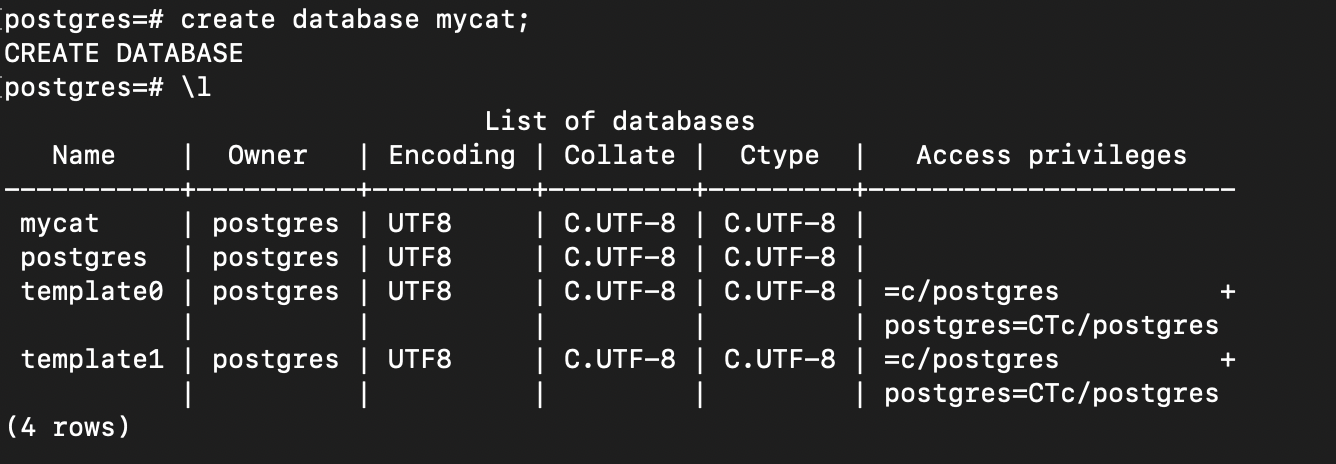 postgres=# create database mycat;
CREATE DATABASE
postgres=# \l
                              List of databases
   Name    |  Owner   | Encoding | Collate |  Ctype  |   Access privileges
-----------+----------+----------+---------+---------+-----------------------
 mycat     | postgres | UTF8     | C.UTF-8 | C.UTF-8 |
 postgres  | postgres | UTF8     | C.UTF-8 | C.UTF-8 |
 template0 | postgres | UTF8     | C.UTF-8 | C.UTF-8 | =c/postgres          +
           |          |          |         |         | postgres=CTc/postgres
 template1 | postgres | UTF8     | C.UTF-8 | C.UTF-8 | =c/postgres          +
           |          |          |         |         | postgres=CTc/postgres
(4 rows)